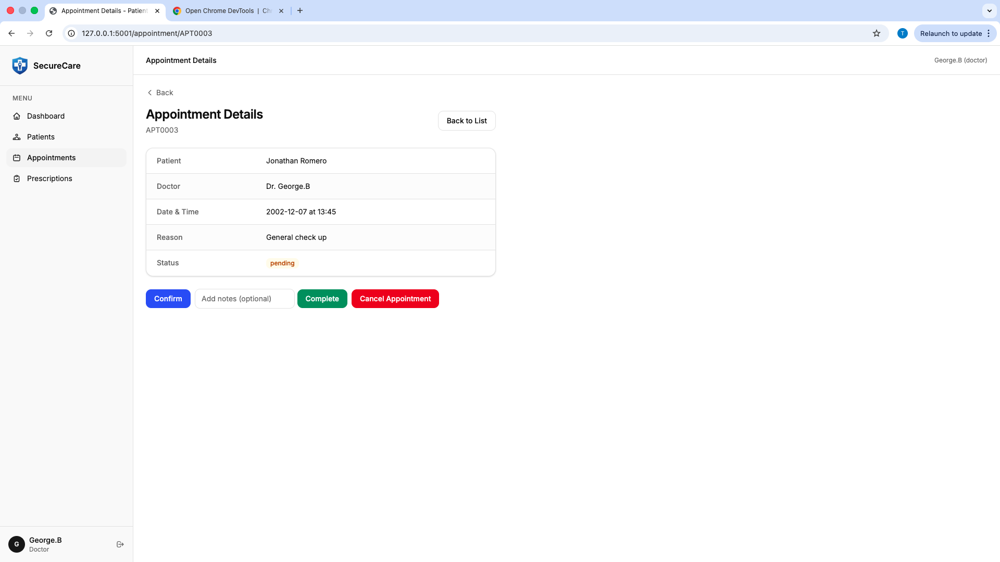 Appointment Details - Patient
Open Chrome DevTools | Ch
127.0.0.1:5001/appointment/APT0003
T
Relaunch to update
SecureCare
Appointment Details
George.B (doctor)
MENU
Dashboard
Patients
Appointments
Prescriptions
Back
Appointment Details
APT0003
Back to List
Patient Jonathan Romero
Doctor Dr. George.B
Date & Time 2002-12-07 at 13:45
Reason General check up
Status pending
Confirm Add notes (optional) Complete Cancel Appointment
G
George.B
Doctor